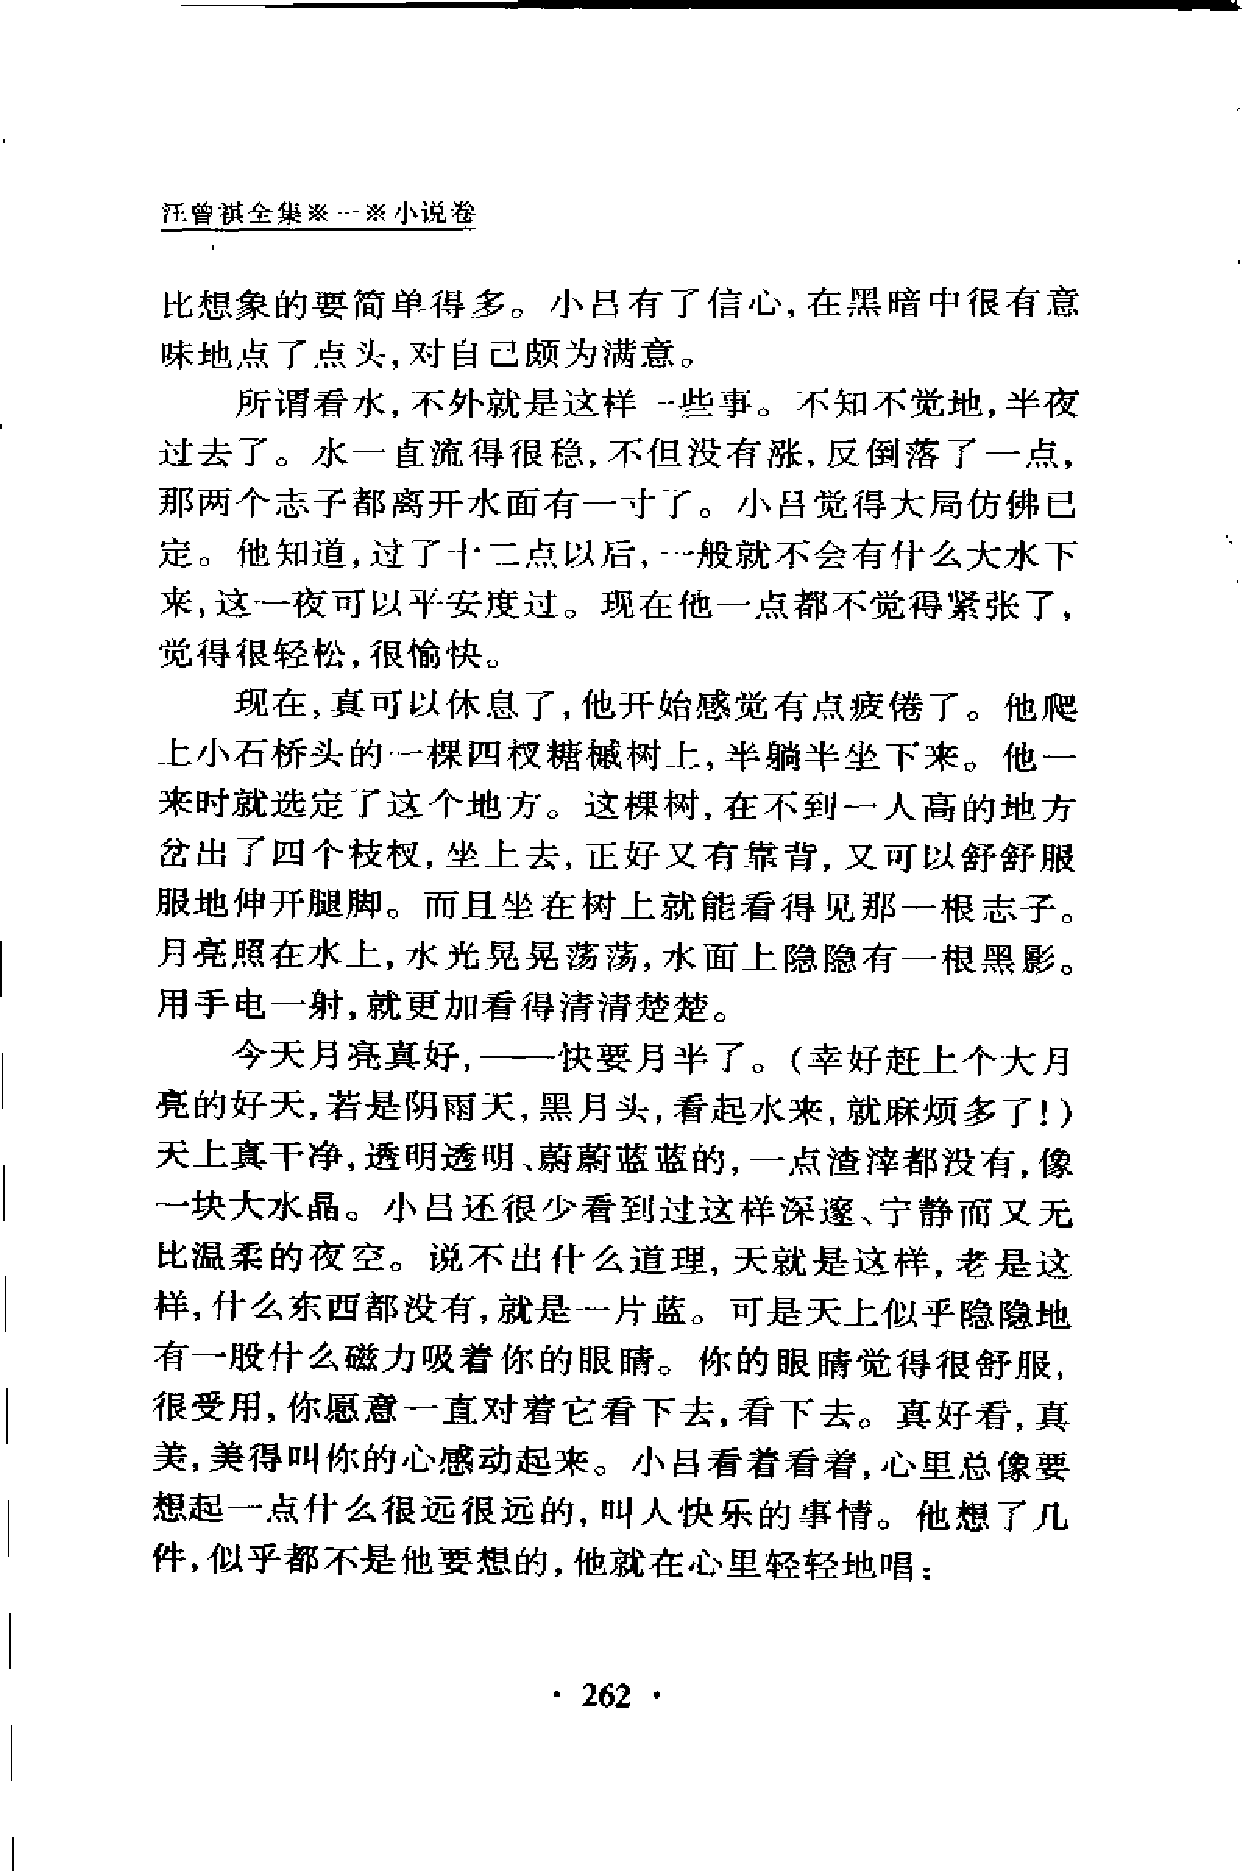 汪曾祺全集※一※小说卷
比想象的要简单得多。小吕有了信心,在黑暗中很有意
味地点了点头,对自己颇为满意。
所谓看水,不外就是这样一些事。不知不觉地,半夜
过去了。水一直流得很稳,不但没有涨,反倒落了一点,
那两个志子都离开水面有一寸了。小吕觉得大局仿佛已
定。他知道,过了十二点以后,一般就不会有什么大水下
来,这一夜可以平安度过。现在他一点都不觉得紧张了,
觉得很轻松,很愉快。
现在,真可以休息了,他开始感觉有点疲倦了。他爬
上小石桥头的一棵四杈糖槭树上,半躺半坐下来。他一
来时就选定了这个地方。这棵树,在不到一人高的地方
岔出了四个枝杈,坐上去,正好又有靠背,又可以舒舒服
服地伸开腿脚。而且坐在树上就能看得见那一根志子。
月亮照在水上,水光晃晃荡荡,水面上隐隐有一根黑影。
用手电一射,就更加看得清清楚楚。
今天月亮真好,——快要月半了。(幸好赶上个大月
亮的好天,若是阴雨天,黑月头,看起水来,就麻烦多了!)
天上真干净,透明透明、蔚蔚蓝蓝的,一点渣滓都没有,像
一块大水晶。小吕还很少看到过这样深邃、宁静而又无
比温柔的夜空。说不出什么道理,天就是这样,老是这
样,什么东西都没有,就是一片蓝。可是天上似乎隐隐地
有一股什么磁力吸着你的眼睛。你的眼睛觉得很舒服,
很受用,你愿意一直对着它看下去,看下去。真好看,真
美,美得叫你的心感动起来。小吕看着看着,心里总像要
想起一点什么很远很远的,叫人快乐的事情。他想了几
件,似乎都不是他要想的,他就在心里轻轻地唱:
· 262 ·